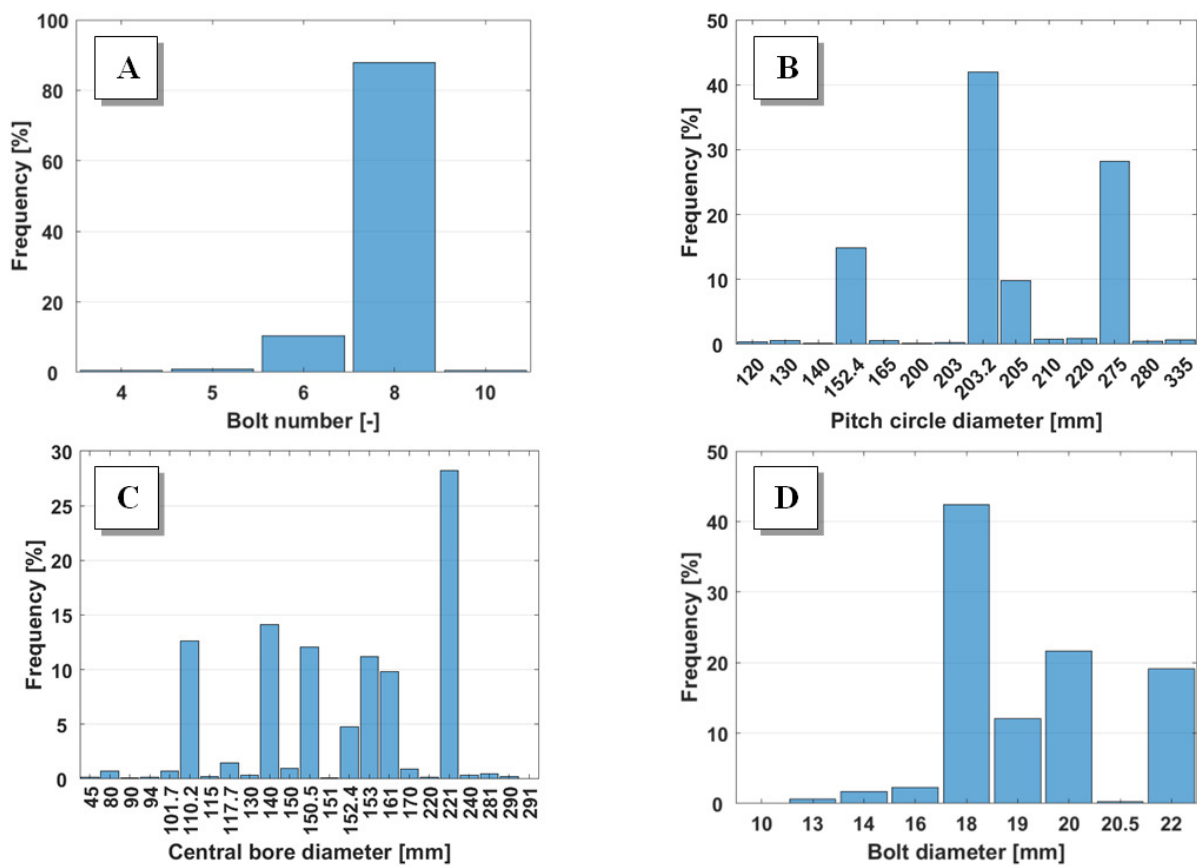 A
Frequency [%]
100
80
60
40
20
0
4 5 6 8 10
Bolt number [-]
B
Frequency [%]
50
40
30
20
10
0
120 130 140 152.4 165 200 203 203.2 205 210 220 275 280 335
Pitch circle diameter [mm]
C
Frequency [%]
30
25
20
15
10
5
0
45 80 90 94 101.7 110.2 115 117.7 130 140 150 150.5 151 152.4 153 161 170 220 221 240 281 290 291
Central bore diameter [mm]
D
Frequency [%]
50
40
30
20
10
0
10 13 14 16 18 19 20 20.5 22
Bolt diameter [mm]